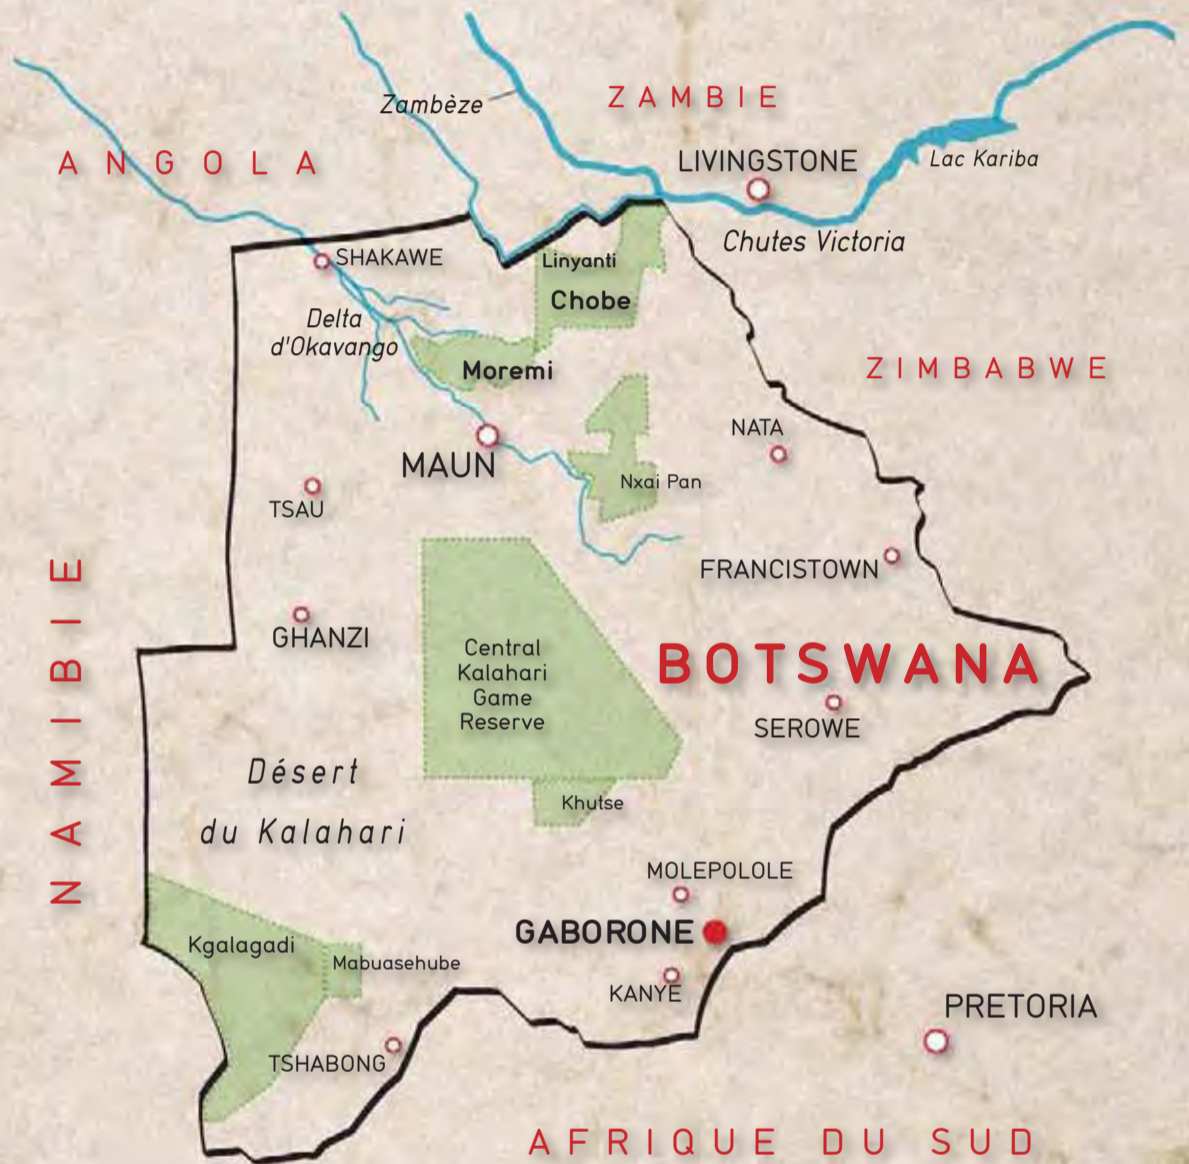 Zambèze
ZAMBIE
ANGOLA
LIVINGSTONE
Lac Kariba
Chutes Victoria
SHAKAWE
Linyanti
Chobe
Delta
d'Okavango
Moremi
ZIMBABWE
NATA
MAUN
Nxai Pan
TSAU
FRANCISTOWN
NAMIBIE
GHANZI
Central
Kalahari
Game
Reserve
BOTSWANA
SEROWE
Désert
du Kalahari
Khutse
MOLEPOLOLE
GABORONE
Kgalagadi
Mabuasehube
KANYE
PRETORIA
TSHABONG
AFRIQUE DU SUD